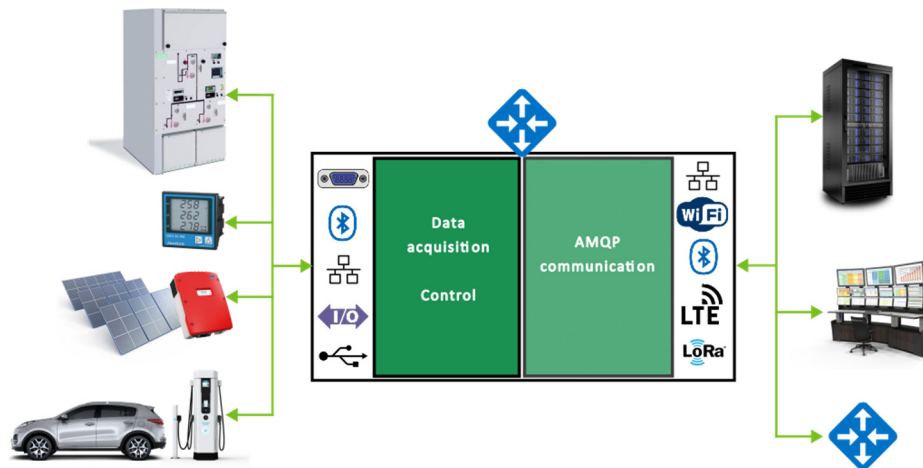 258
262
278
Data
acquisition
Control
I/O
AMQP
communication
Wi Fi
LTE
LoRa